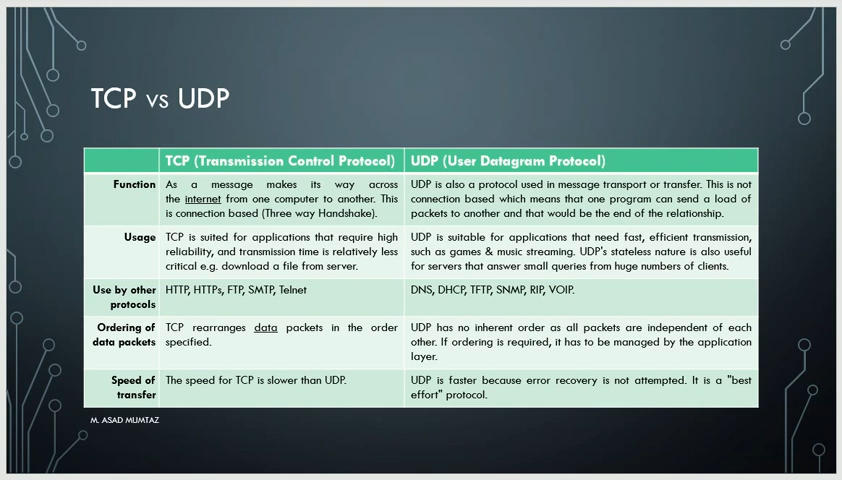 TCP vs UDP
TCP (Transmission Control Protocol)
UDP (User Datagram Protocol)
Function
As a message makes its way across
the internet from one computer to another. This
is connection based (Three way Handshake).
UDP is also a protocol used in message transport or transfer. This is not
connection based which means that one program can send a load of
packets to another and that would be the end of the relationship.
Usage
TCP is suited for applications that require high
reliability, and transmission time is relatively less
critical e.g. download a file from server.
UDP is suitable for applications that need fast, efficient transmission,
such as games & music streaming. UDP's stateless nature is also useful
for servers that answer small queries from huge numbers of clients.
Use by other
protocols
HTTP, HTTPs, FTP, SMTP, Telnet
DNS, DHCP, TFTP, SNMP, RIP, VOIP.
Ordering of
data packets
TCP rearranges data packets in the order
specified.
UDP has no inherent order as all packets are independent of each
other. If ordering is required, it has to be managed by the application
layer.
Speed of
transfer
The speed for TCP is slower than UDP.
UDP is faster because error recovery is not attempted. It is a "best
effort" protocol.
M. ASAD MUMTAZ